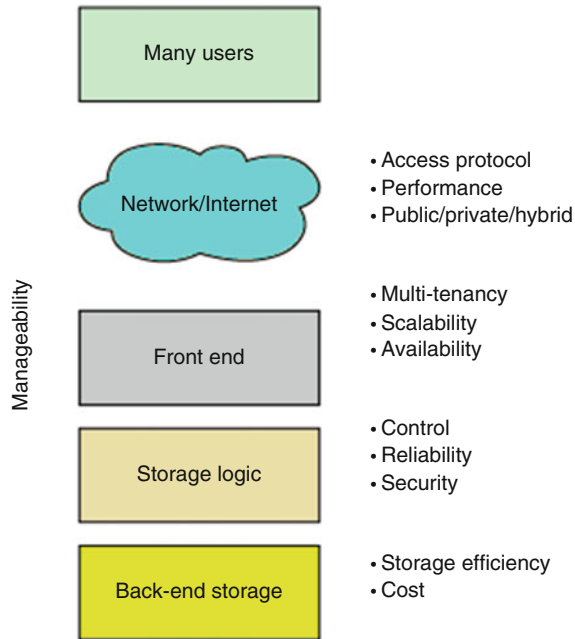 Many users
Network/Internet
• Access protocol
• Performance
• Public/private/hybrid
Manageability
Front end
• Multi-tenancy
• Scalability
• Availability
Storage logic
• Control
• Reliability
• Security
Back-end storage
• Storage efficiency
• Cost